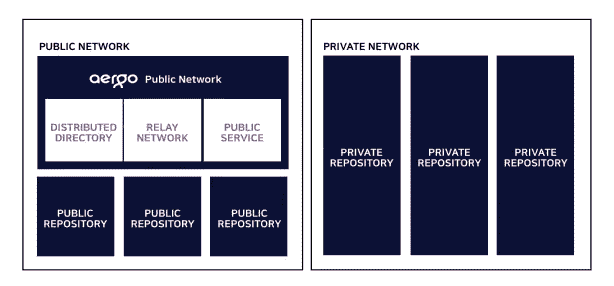 PUBLIC NETWORK
aergo Public Network
DISTRIBUTED
DIRECTORY
RELAY
NETWORK
PUBLIC
SERVICE
PUBLIC
REPOSITORY
PUBLIC
REPOSITORY
PUBLIC
REPOSITORY
PRIVATE NETWORK
PRIVATE
REPOSITORY
PRIVATE
REPOSITORY
PRIVATE
REPOSITORY